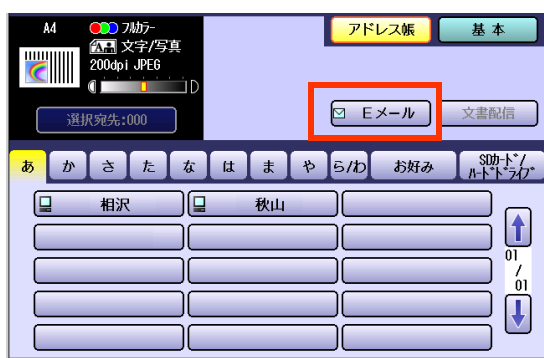 A4 フルカラー アドレス帳 基本
文字/写真
200dpi JPEG
D
Eメール 文書配信
選択宛先:000
あ か さ た な は ま や ら/わ お好み SDカード/
ハードドライブ
相沢 秋山
01
/
01